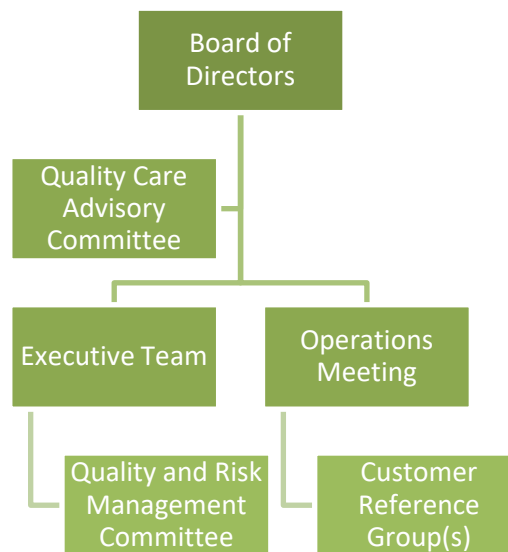 Board of
Directors
Quality Care
Advisory
Committee
Executive Team
Operations
Meeting
Quality and Risk
Management
Committee
Customer
Reference
Group(s)